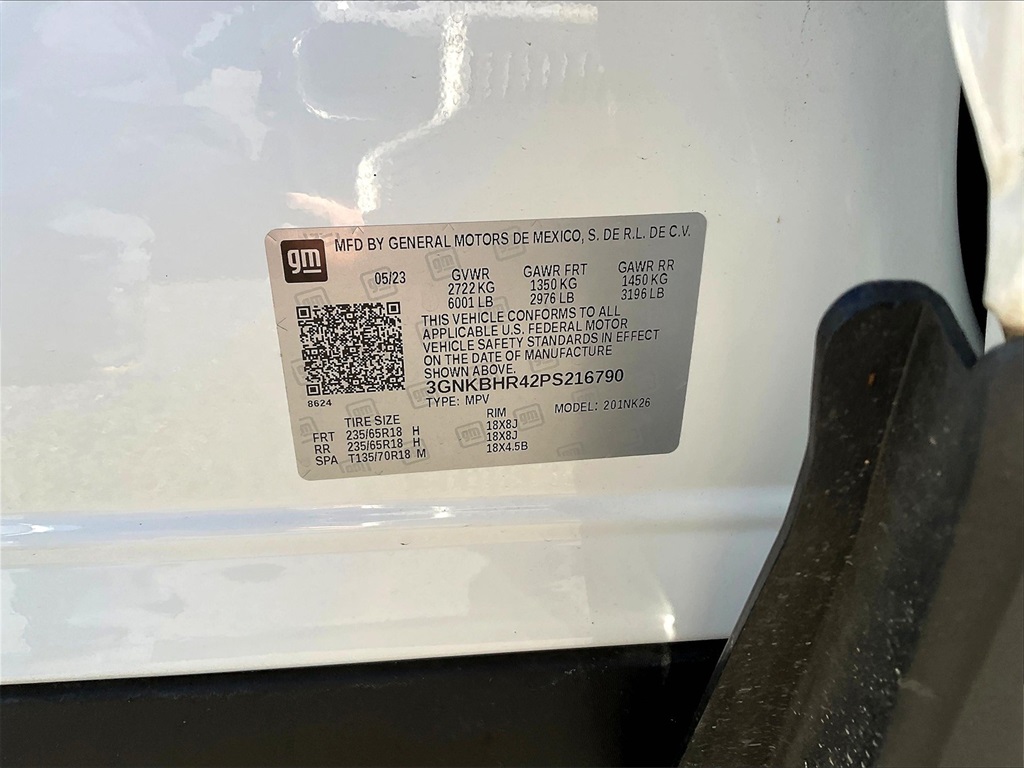 gm
MFD BY GENERAL MOTORS DE MEXICO, S. DE R.L. DE C.V.
05/23 GVWR GAWR FRT GAWR RR
2722 KG 1350 KG 1450 KG
6001 LB 2976 LB 3196 LB
THIS VEHICLE CONFORMS TO ALL
APPLICABLE U.S. FEDERAL MOTOR
VEHICLE SAFETY STANDARDS IN EFFECT
ON THE DATE OF MANUFACTURE
SHOWN ABOVE.
3GNKBHR42PS216790
8624 TYPE: MPV MODEL: 201NK26
TIRE SIZE RIM
FRT 235/65R18 H 18X8J
RR 235/65R18 H 18X8J
SPA T135/70R18 M 18X4.5B